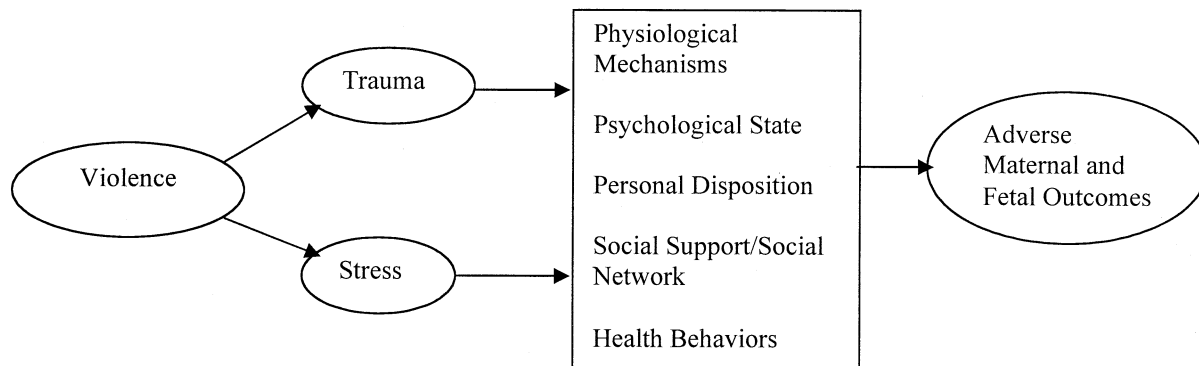 Violence
Trauma
Stress
Physiological
Mechanisms
Psychological State
Personal Disposition
Social Support/Social
Network
Health Behaviors
Adverse
Maternal and
Fetal Outcomes